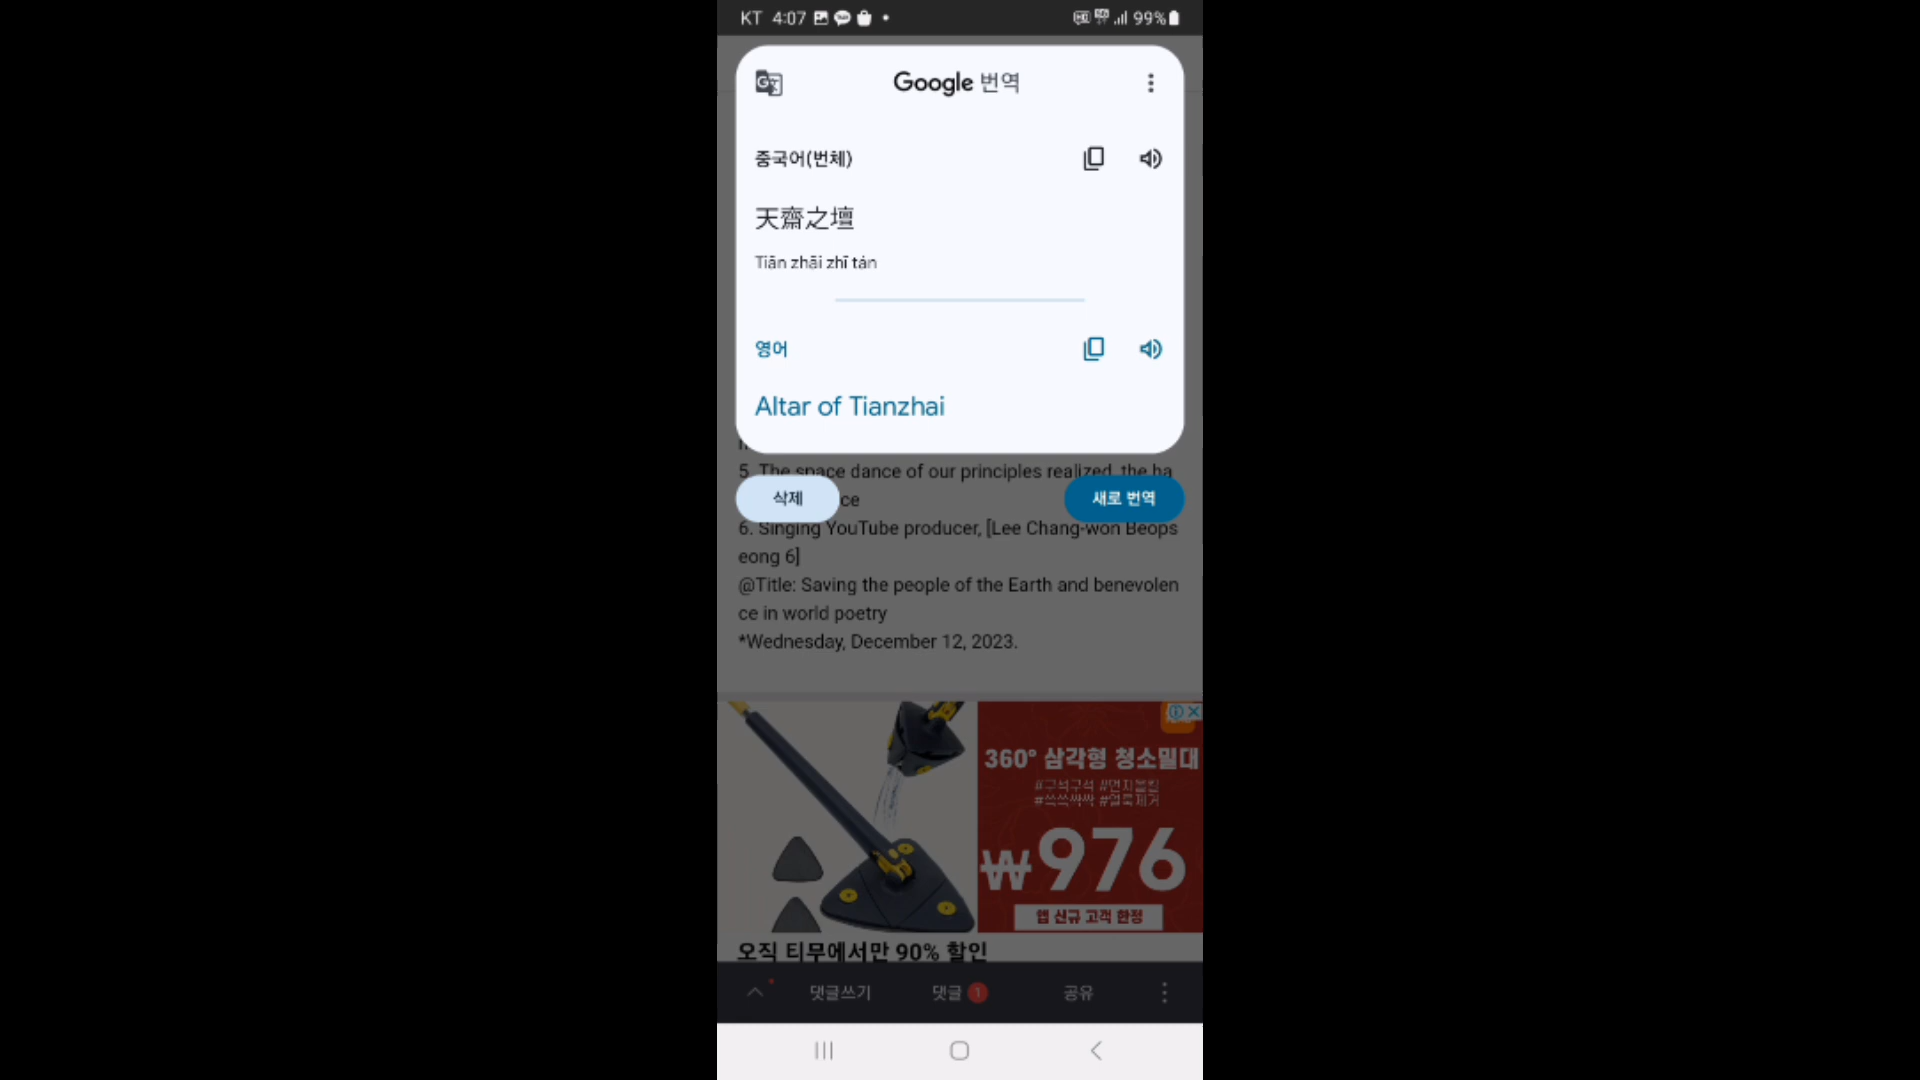 KT 4:07 99%
Google 번역
중국어(번체)
天齋之壇
Tiān zhāi zhī tán
영어
Altar of Tianzhai
5. The space dance of our principles realized, the ha
삭제
ce
새로 번역
6. Singing YouTube producer, [Lee Chang-won Beops
eong 6]
@Title: Saving the people of the Earth and benevolen
ce in world poetry
*Wednesday, December 12, 2023.
360° 삼각형 청소밀대
#구석구석 #먼지올킬
#쓱쓱싹싹 #얼룩제거
₩976
앱 신규 고객 한정
오직 티무에서만 90% 할인
댓글쓰기
댓글 1
공유